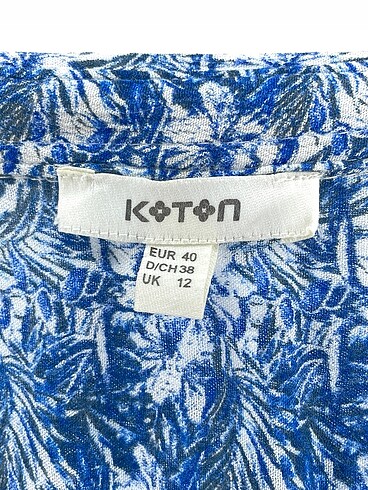 KOTON
EUR 40
D/CH 38
UK 12